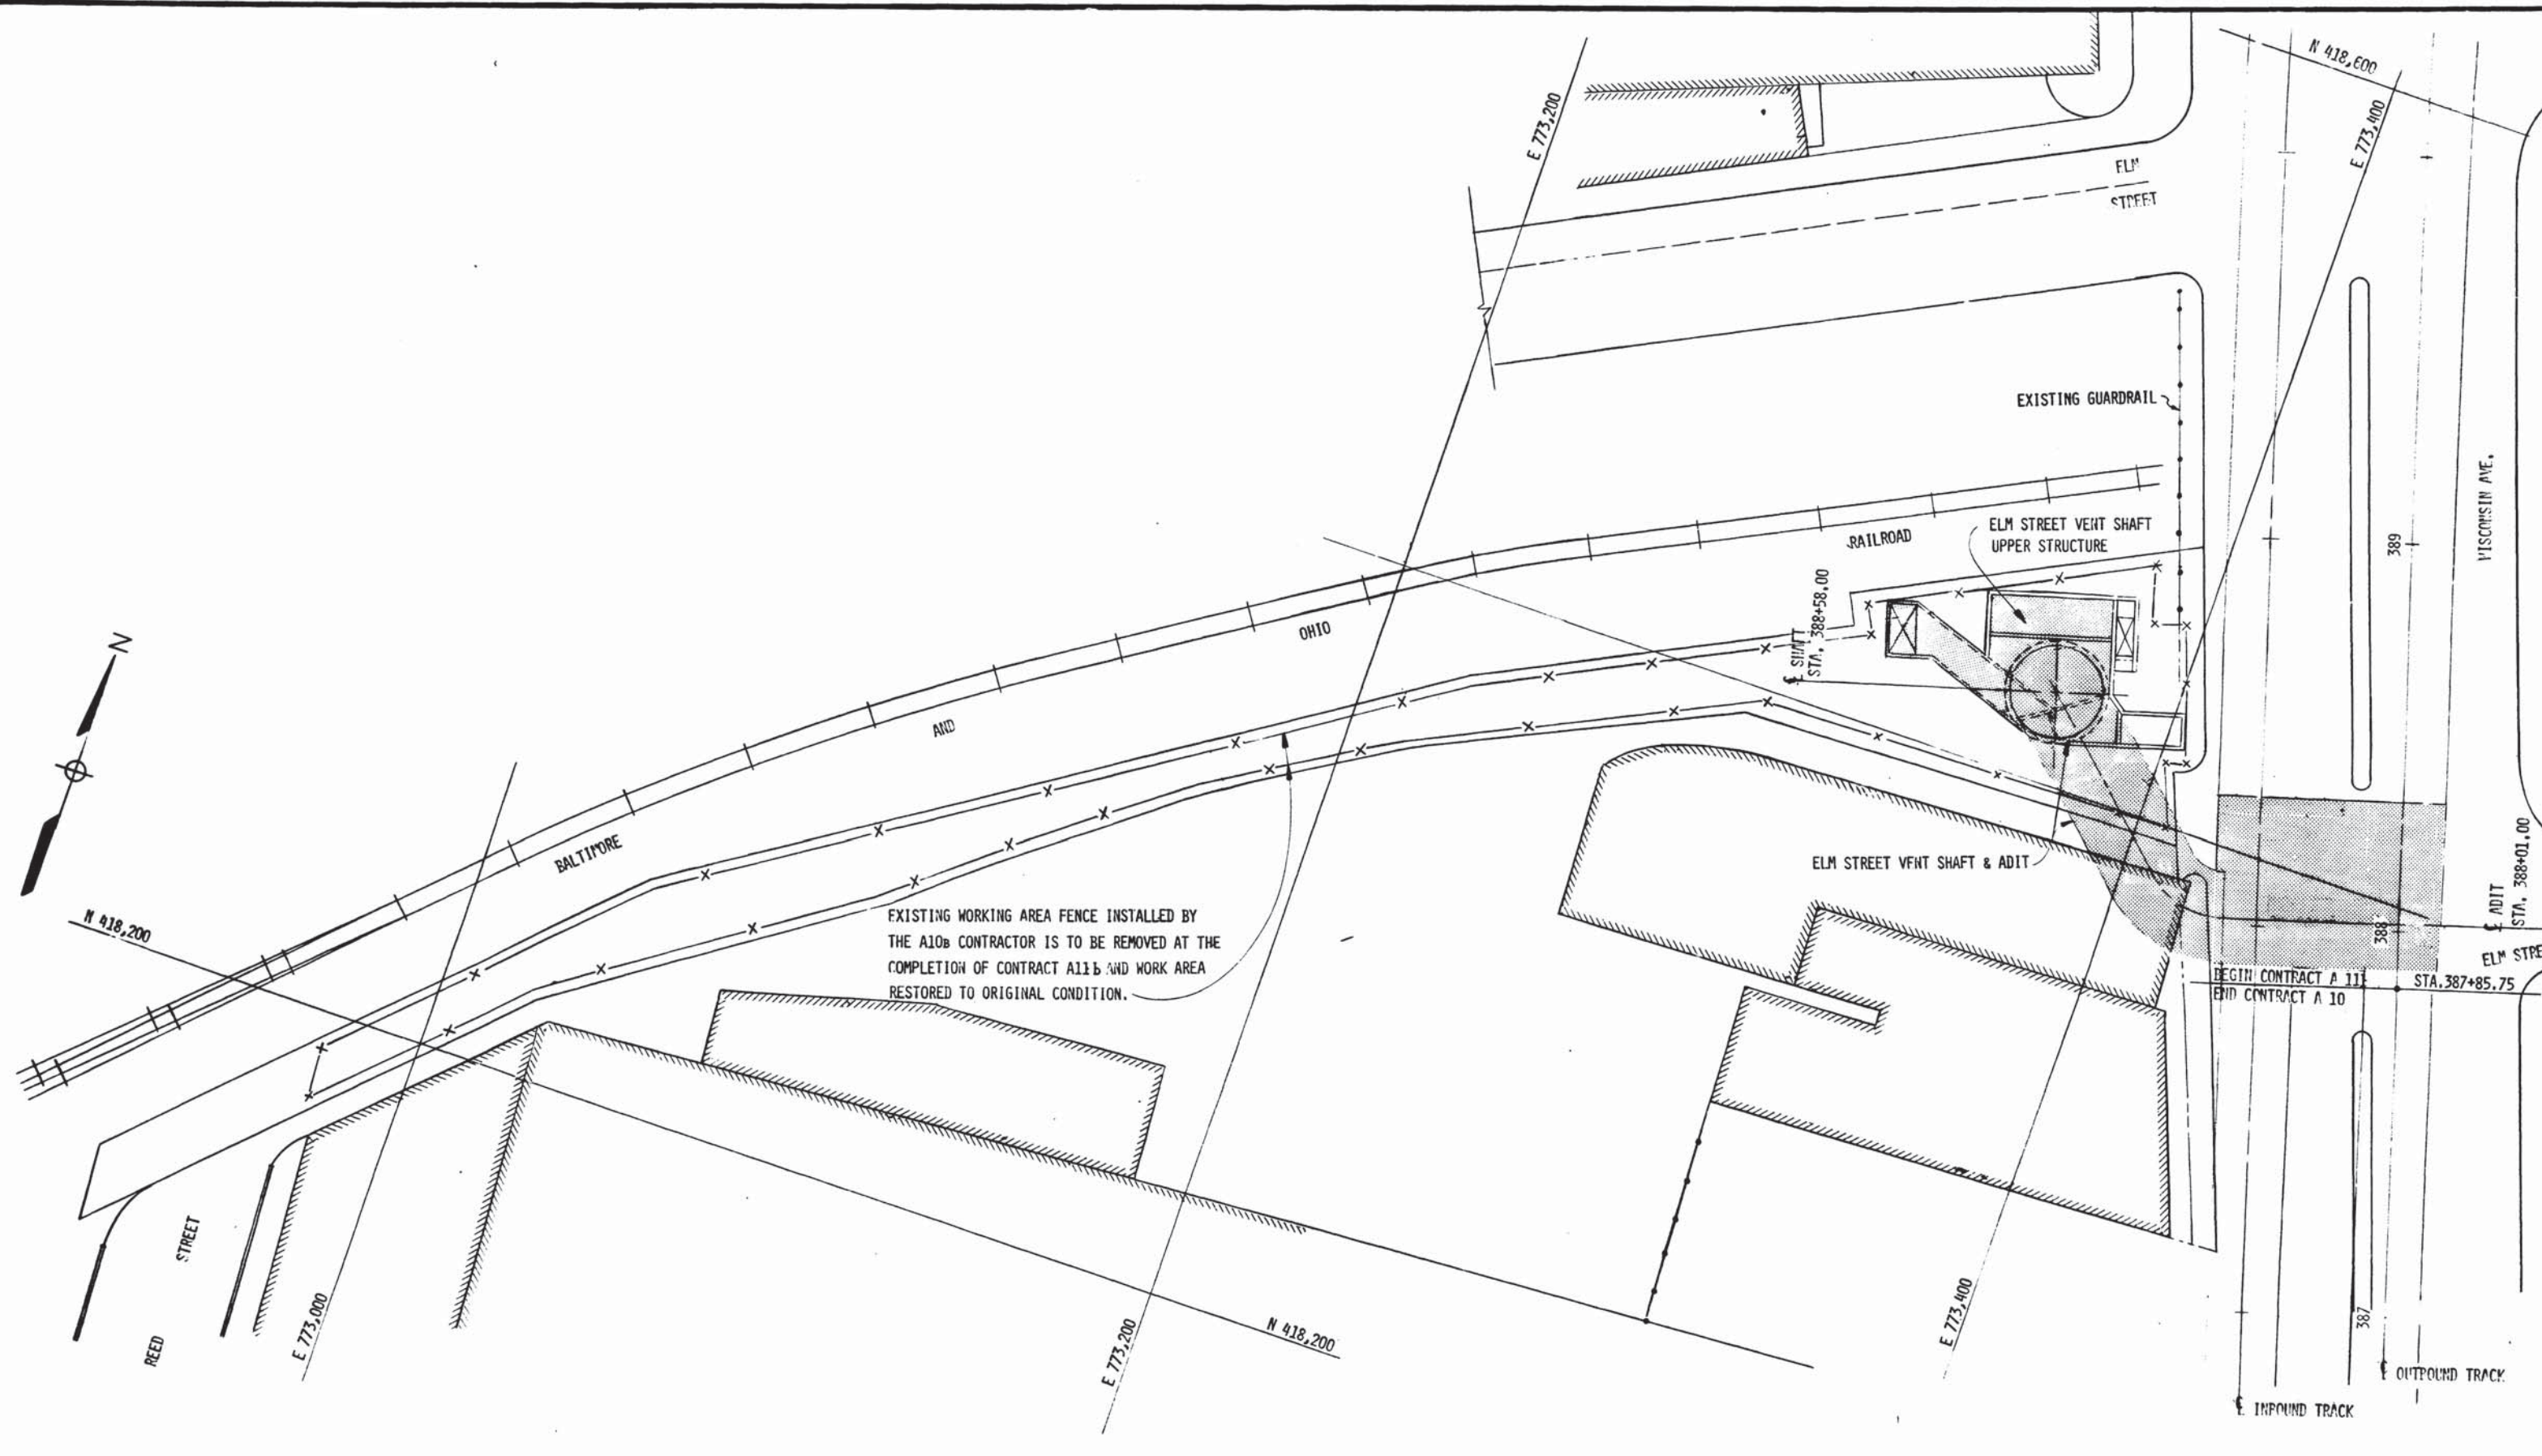 N 418,600
E 773,200
E 773,400
ELM
STREET
EXISTING GUARDRAIL
WISCONSIN AVE.
389
ELM STREET VENT SHAFT
UPPER STRUCTURE
RAILROAD
OHIO
AND
BALTIMORE
℄ SHAFT
STA. 388+58.00
N
N 418,200
ELM STREET VENT SHAFT & ADIT
℄ ADIT
STA. 388+01.00
388
ELM STRE
EXISTING WORKING AREA FENCE INSTALLED BY
THE A10B CONTRACTOR IS TO BE REMOVED AT THE
COMPLETION OF CONTRACT A11b AND WORK AREA
RESTORED TO ORIGINAL CONDITION.
BEGIN CONTRACT A 11
END CONTRACT A 10
STA.387+85.75
REED
STREET
E 773,000
E 773,200
N 418,200
E 773,400
387
℄ OUTBOUND TRACK
℄ INBOUND TRACK